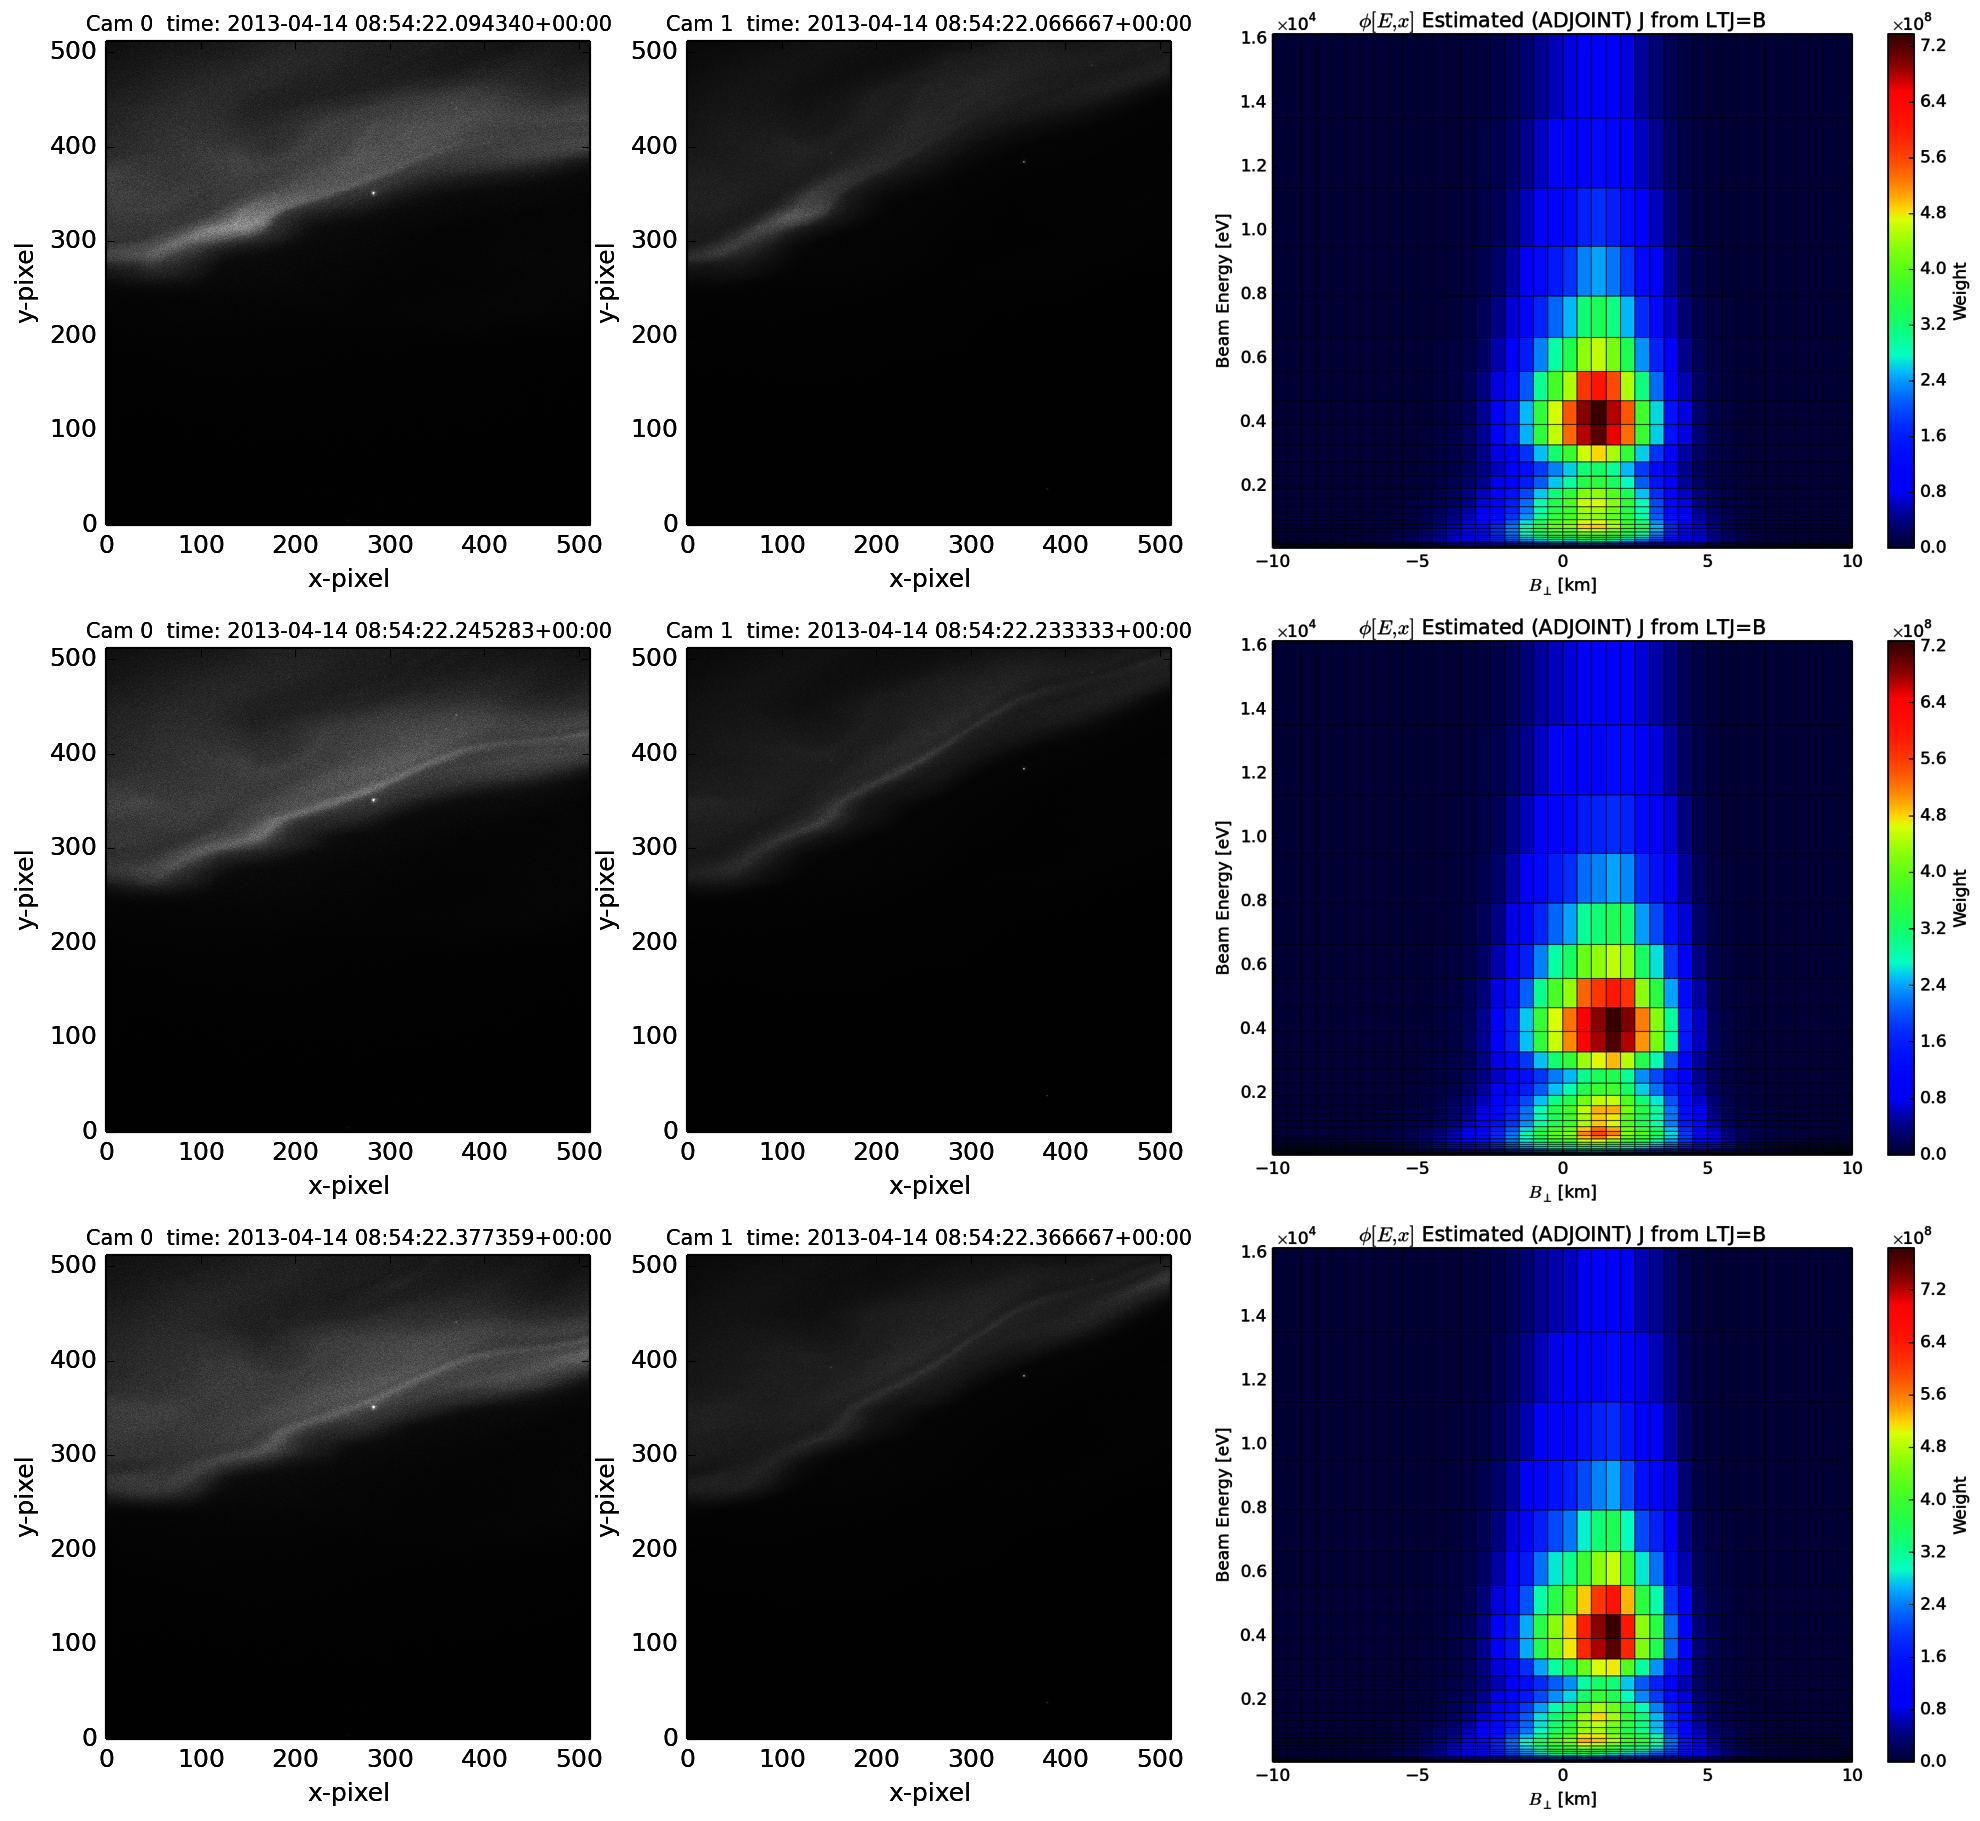 Cam 0  time: 2013-04-14 08:54:22.094340+00:00
500
400
300
200
100
0
y-pixel
0 100 200 300 400 500
x-pixel
Cam 1  time: 2013-04-14 08:54:22.066667+00:00
500
400
300
200
100
0
y-pixel
0 100 200 300 400 500
x-pixel
×10⁴ ϕ[E,x] Estimated (ADJOINT) J from LTJ=B
1.6
1.4
1.2
1.0
0.8
0.6
0.4
0.2
Beam Energy [eV]
−10 −5 0 5 10
B⊥ [km]
×10⁸
7.2
6.4
5.6
4.8
4.0
3.2
2.4
1.6
0.8
0.0
Weight
Cam 0  time: 2013-04-14 08:54:22.245283+00:00
500
400
300
200
100
0
y-pixel
0 100 200 300 400 500
x-pixel
Cam 1  time: 2013-04-14 08:54:22.233333+00:00
500
400
300
200
100
0
y-pixel
0 100 200 300 400 500
x-pixel
×10⁴ ϕ[E,x] Estimated (ADJOINT) J from LTJ=B
1.6
1.4
1.2
1.0
0.8
0.6
0.4
0.2
Beam Energy [eV]
−10 −5 0 5 10
B⊥ [km]
×10⁸
7.2
6.4
5.6
4.8
4.0
3.2
2.4
1.6
0.8
0.0
Weight
Cam 0  time: 2013-04-14 08:54:22.377359+00:00
500
400
300
200
100
0
y-pixel
0 100 200 300 400 500
x-pixel
Cam 1  time: 2013-04-14 08:54:22.366667+00:00
500
400
300
200
100
0
y-pixel
0 100 200 300 400 500
x-pixel
×10⁴ ϕ[E,x] Estimated (ADJOINT) J from LTJ=B
1.6
1.4
1.2
1.0
0.8
0.6
0.4
0.2
Beam Energy [eV]
−10 −5 0 5 10
B⊥ [km]
×10⁸
7.2
6.4
5.6
4.8
4.0
3.2
2.4
1.6
0.8
0.0
Weight